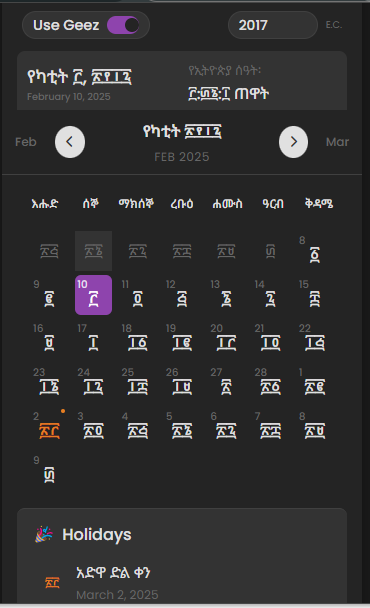 Use Geez
2017
E.C.
የካቲት ፫, ፳፻፲፯
February 10, 2025
የኢትዮጵያ ሰዓት፡
፫፡፵፮፡፲ ጠዋት
Feb
የካቲት ፳፻፲፯
FEB 2025
Mar
እሑድ ሰኞ ማክሰኞ ረቡዕ ሐሙስ ዓርብ ቅዳሜ
፳፭ ፳፮ ፳፯ ፳፰ ፳፱ ፴ 8 ፩
9 ፪ 10 ፫ 11 ፬ 12 ፭ 13 ፮ 14 ፯ 15 ፰
16 ፱ 17 ፲ 18 ፲፩ 19 ፲፪ 20 ፲፫ 21 ፲፬ 22 ፲፭
23 ፲፮ 24 ፲፯ 25 ፲፰ 26 ፲፱ 27 ፳ 28 ፳፩ 1 ፳፪
2 ፳፫ 3 ፳፬ 4 ፳፭ 5 ፳፮ 6 ፳፯ 7 ፳፰ 8 ፳፱
9 ፴
Holidays
፳፫
አድዋ ድል ቀን
March 2, 2025